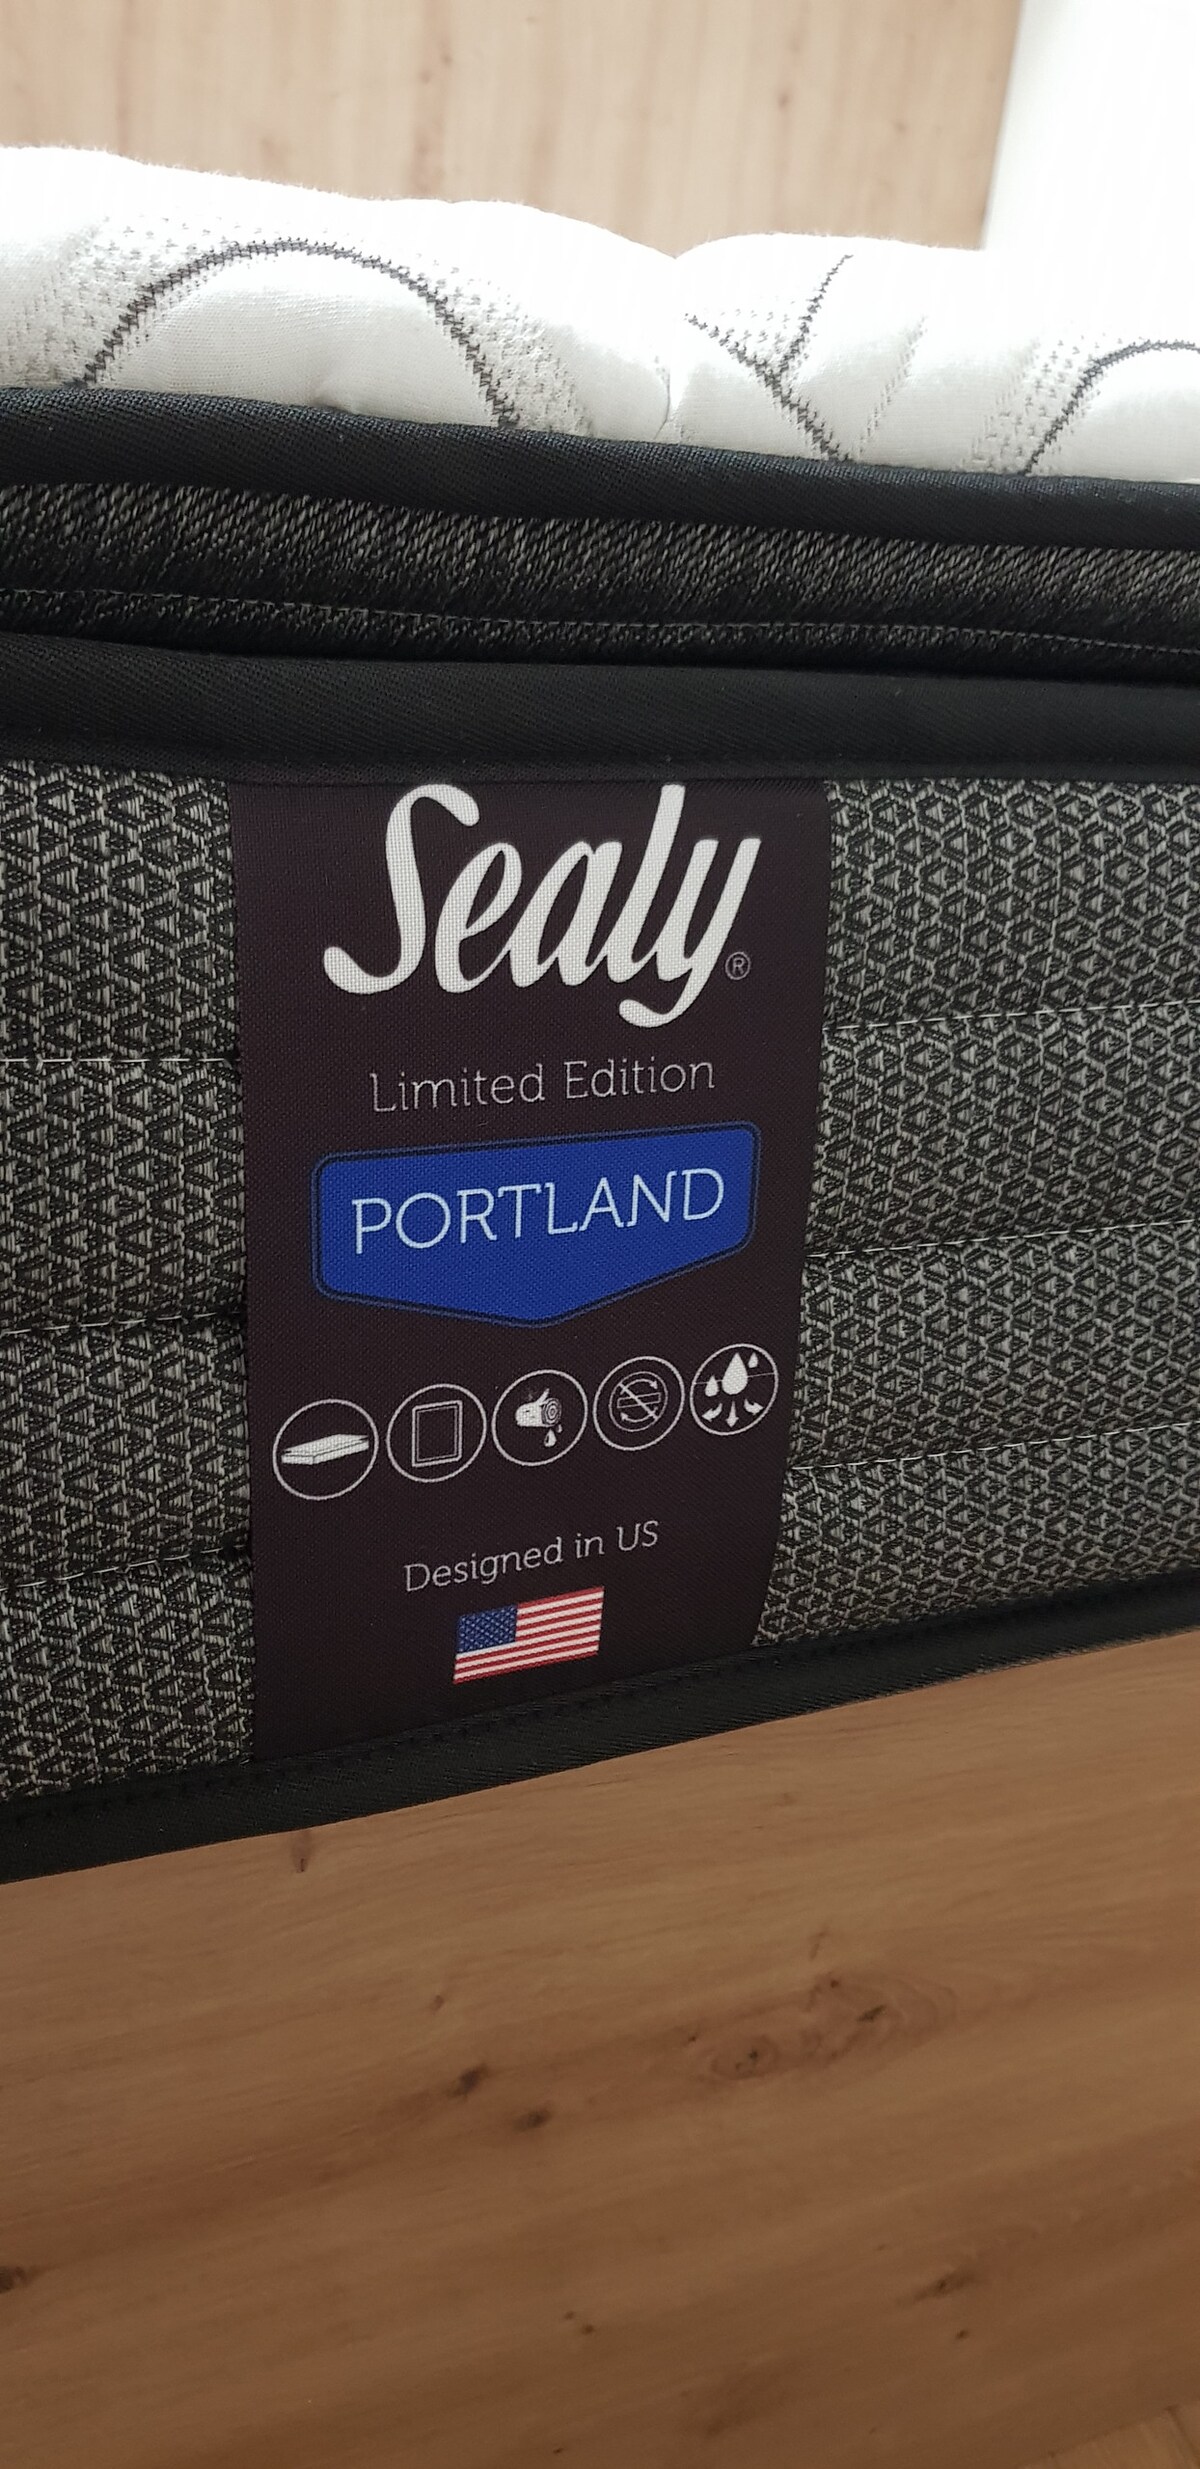 Sealy®
Limited Edition
PORTLAND
Designed in US